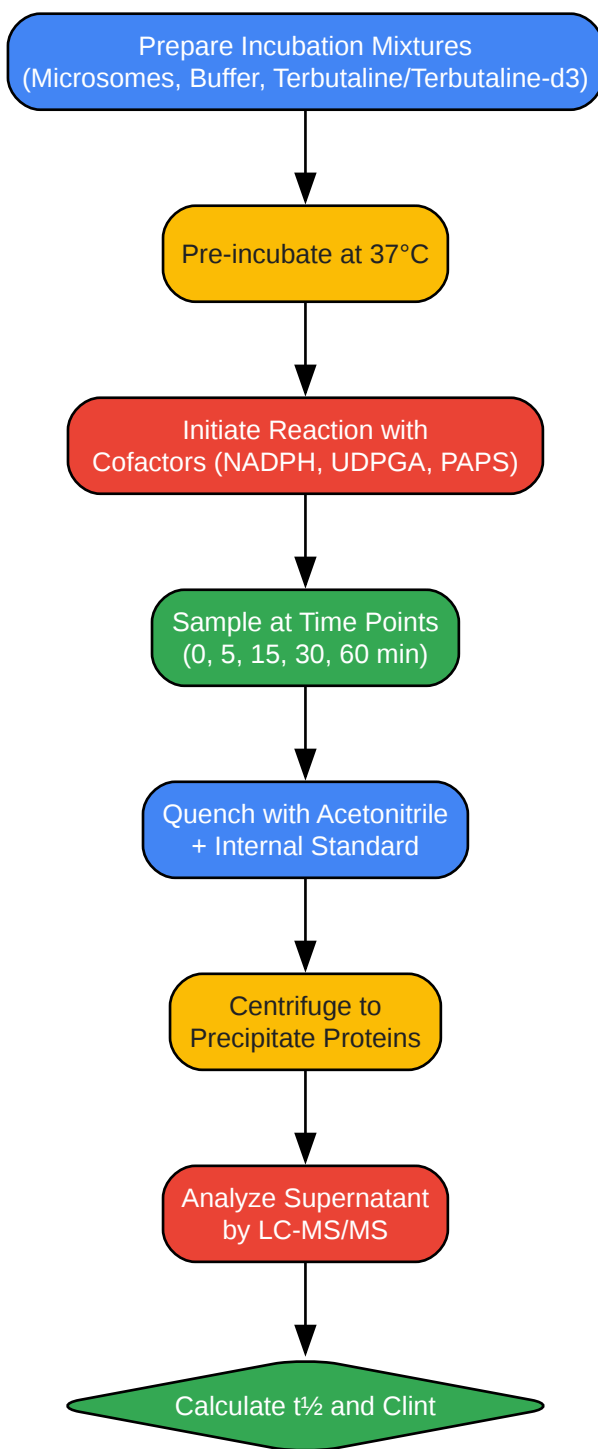 Prepare Incubation Mixtures
(Microsomes, Buffer, Terbutaline/Terbutaline-d3)
Pre-incubate at 37°C
Initiate Reaction with
Cofactors (NADPH, UDPGA, PAPS)
Sample at Time Points
(0, 5, 15, 30, 60 min)
Quench with Acetonitrile
+ Internal Standard
Centrifuge to
Precipitate Proteins
Analyze Supernatant
by LC-MS/MS
Calculate t½ and Clint